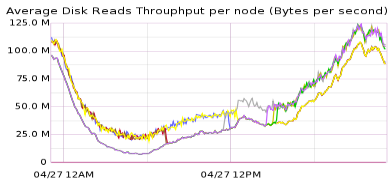 Average Disk Reads Throuphput per node (Bytes per second)
125.0 M
100.0 M
75.0 M
50.0 M
25.0 M
0
04/27 12AM 04/27 12PM